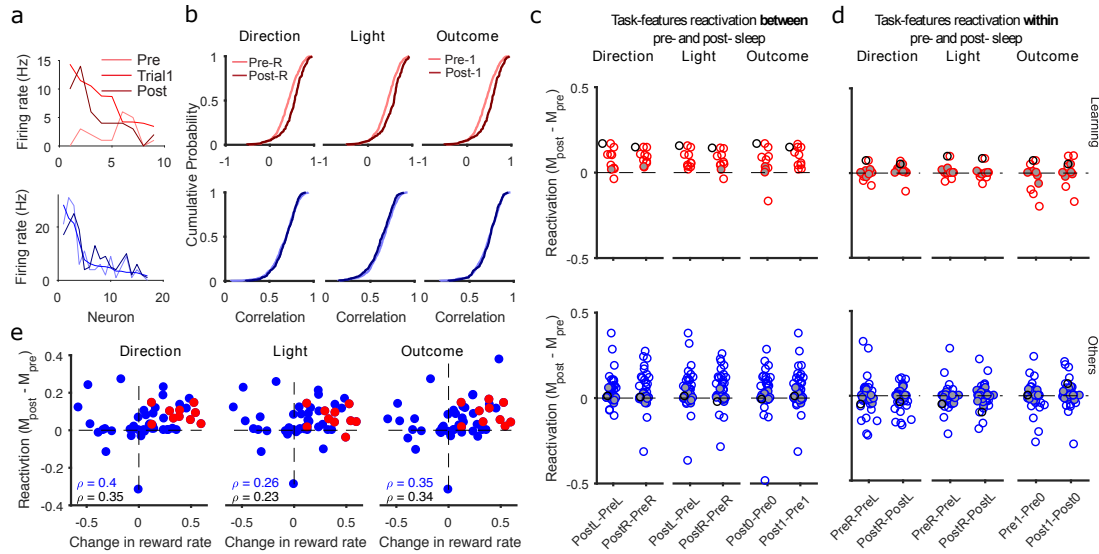 a
Pre
Trial1
Post
Firing rate (Hz)
14
10
5
0
0
5
10
Firing rate (Hz)
20
0
0
10
20
Neuron
b
Direction
Light
Outcome
Pre-R
Post-R
Pre-1
Post-1
Cumulative Probability
1
0.5
0
-1
0
1
-1
0
1
-1
0
1
1
0.5
0
0
0.5
1
0
0.5
1
0
0.5
1
Correlation
Correlation
Correlation
c
Task-features reactivation between
pre- and post- sleep
Direction
Light
Outcome
Reactivation (Mpost - Mpre)
0.5
0
-0.5
Reactivation (Mpost - Mpre)
0.5
0
-0.5
PostL-PreL
PostR-PreR
PostL-PreL
PostR-PreR
Post0-Pre0
Post1-Pre1
d
Task-features reactivation within
pre- and post- sleep
Direction
Light
Outcome
Learning
Others
PreR-PreL
PostR-PostL
PreR-PreL
PostR-PostL
Pre1-Pre0
Post1-Post0
e
Direction
Light
Outcome
Reactivtion (Mpost - Mpre)
0.4
0.2
0.0
-0.2
-0.4
ρ = 0.4
ρ = 0.35
ρ = 0.26
ρ = 0.23
ρ = 0.35
ρ = 0.34
-0.5
0
0.5
-0.5
0
0.5
-0.5
0
0.5
Change in reward rate
Change in reward rate
Change in reward rate